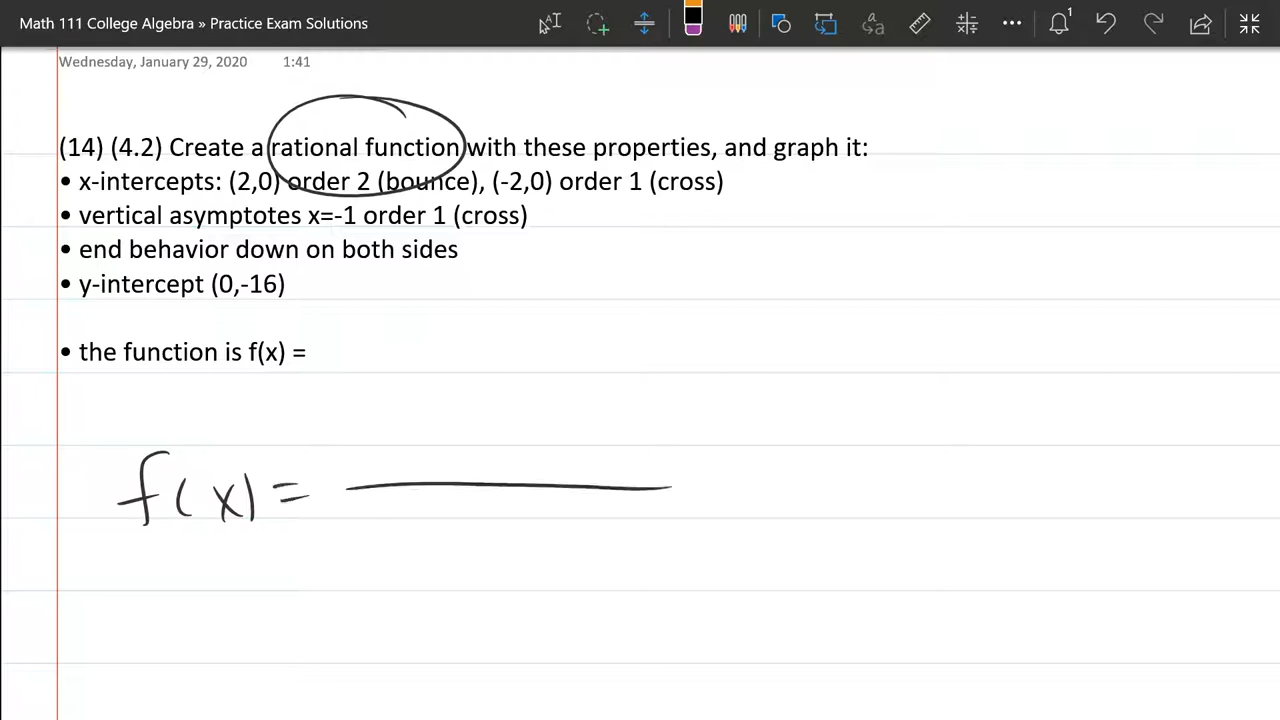 Math 111 College Algebra » Practice Exam Solutions
Wednesday, January 29, 2020 1:41
(14) (4.2) Create a rational function with these properties, and graph it:
• x-intercepts: (2,0) order 2 (bounce), (-2,0) order 1 (cross)
• vertical asymptotes x=-1 order 1 (cross)
• end behavior down on both sides
• y-intercept (0,-16)
• the function is f(x) =
f(x) =